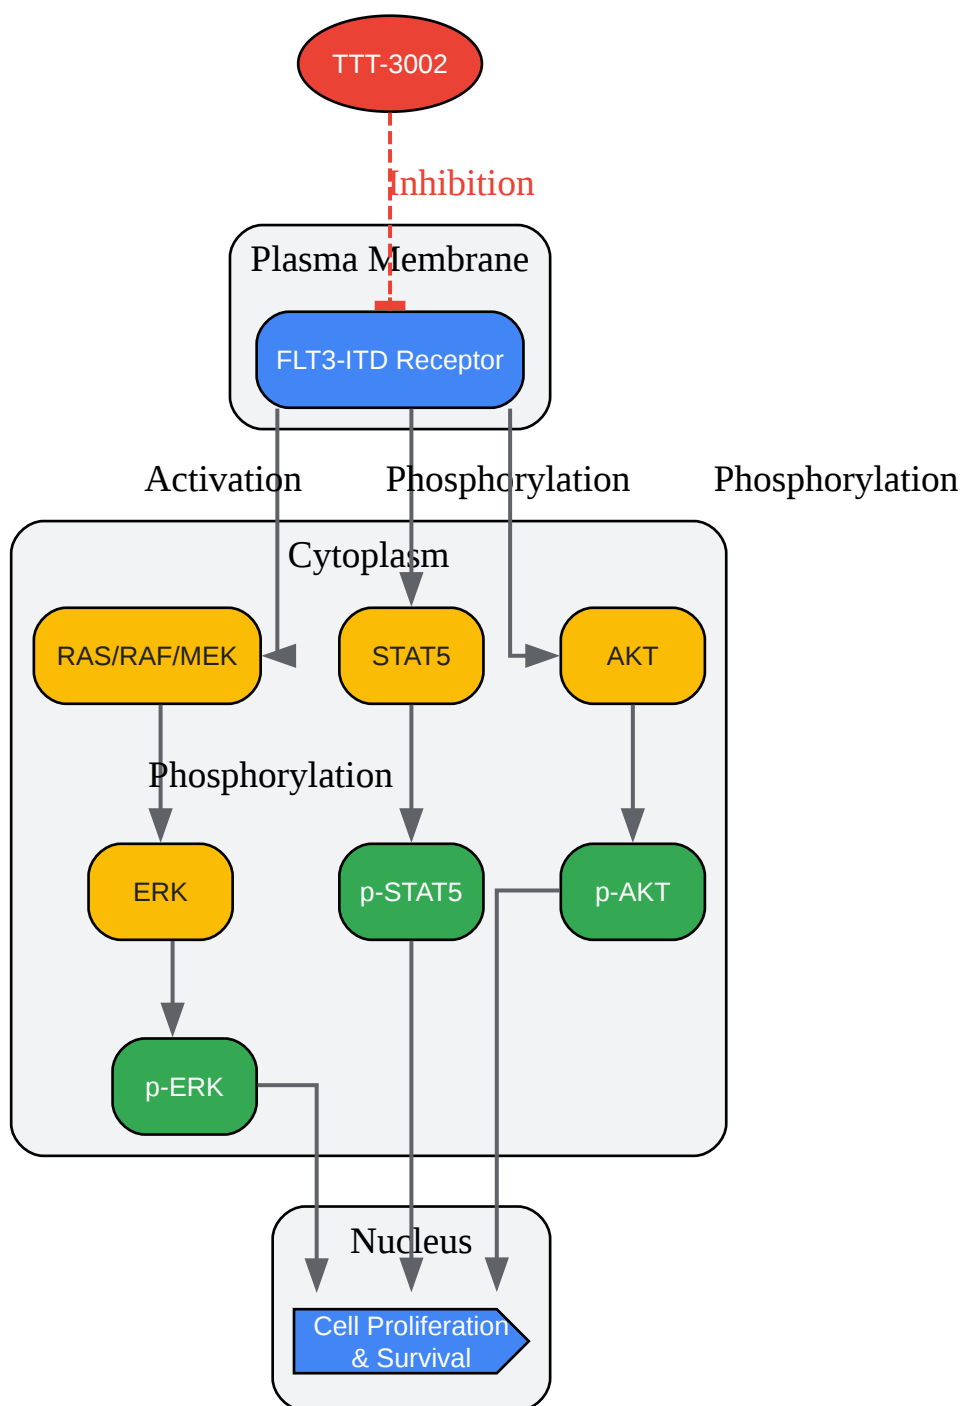 TTT-3002
Inhibition
Plasma Membrane
FLT3-ITD Receptor
Activation
Phosphorylation
Phosphorylation
Cytoplasm
RAS/RAF/MEK
STAT5
AKT
Phosphorylation
ERK
p-STAT5
p-AKT
p-ERK
Nucleus
Cell Proliferation
& Survival